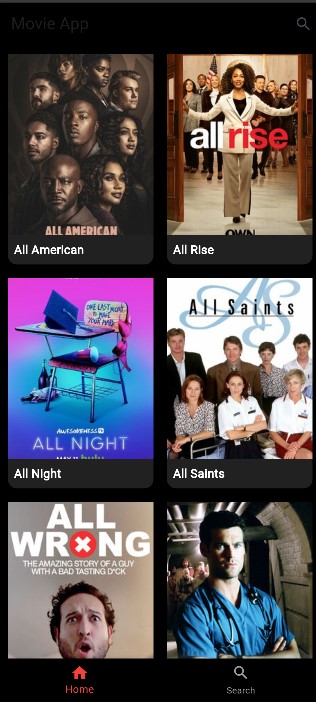 Movie App
ALL AMERICAN
all rise
OWN
All American
All Rise
ONE LAST NIGHT
TO MAKE
YOUR MARK
AWESOMENESS TV
ALL NIGHT
hulu
All Saints
All Night
All Saints
ALL
WRONG
THE AMAZING STORY OF A GUY
WITH A BAD TASTING D*CK
Home
Search